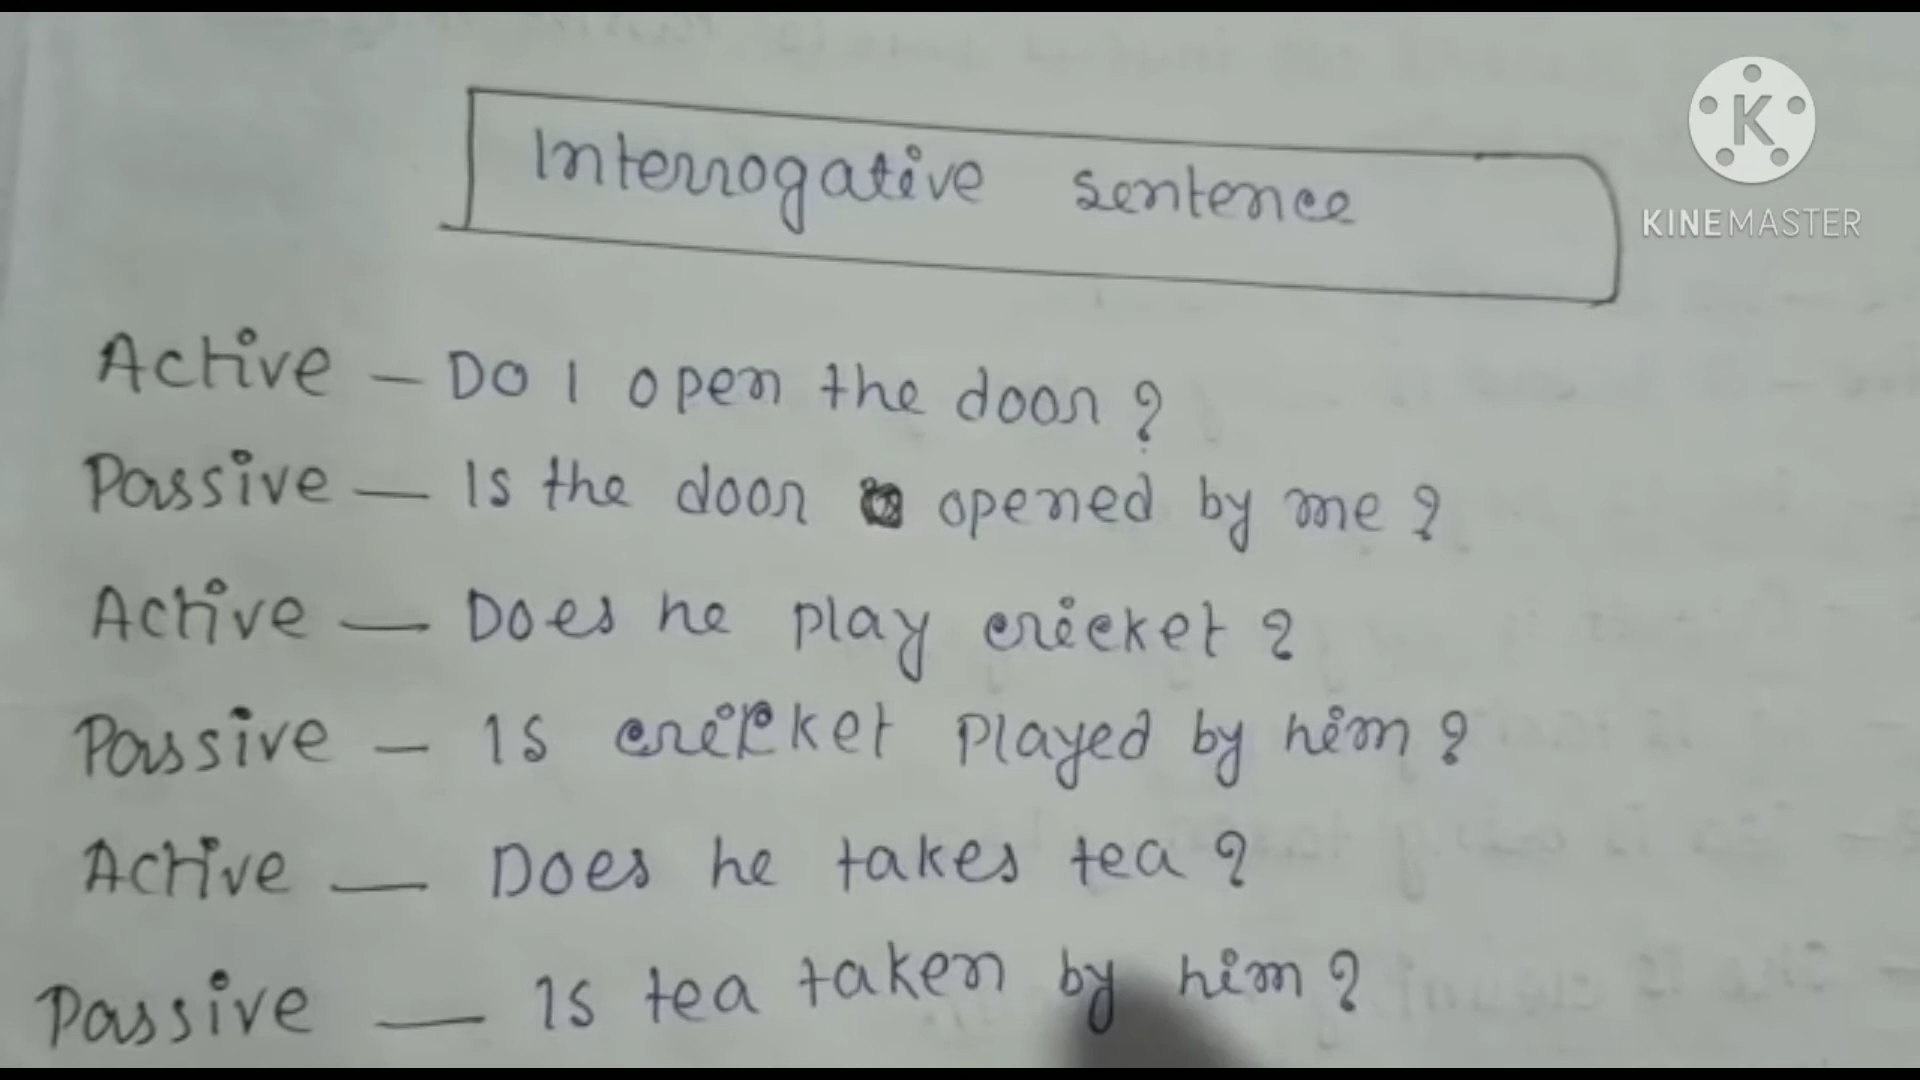 Interrogative sentence
KINEMASTER
Active — Do I open the door?
Passive — Is the door opened by me?
Active — Does he play cricket?
Passive — Is cricket played by him?
Active — Does he takes tea?
Passive — Is tea taken by him?